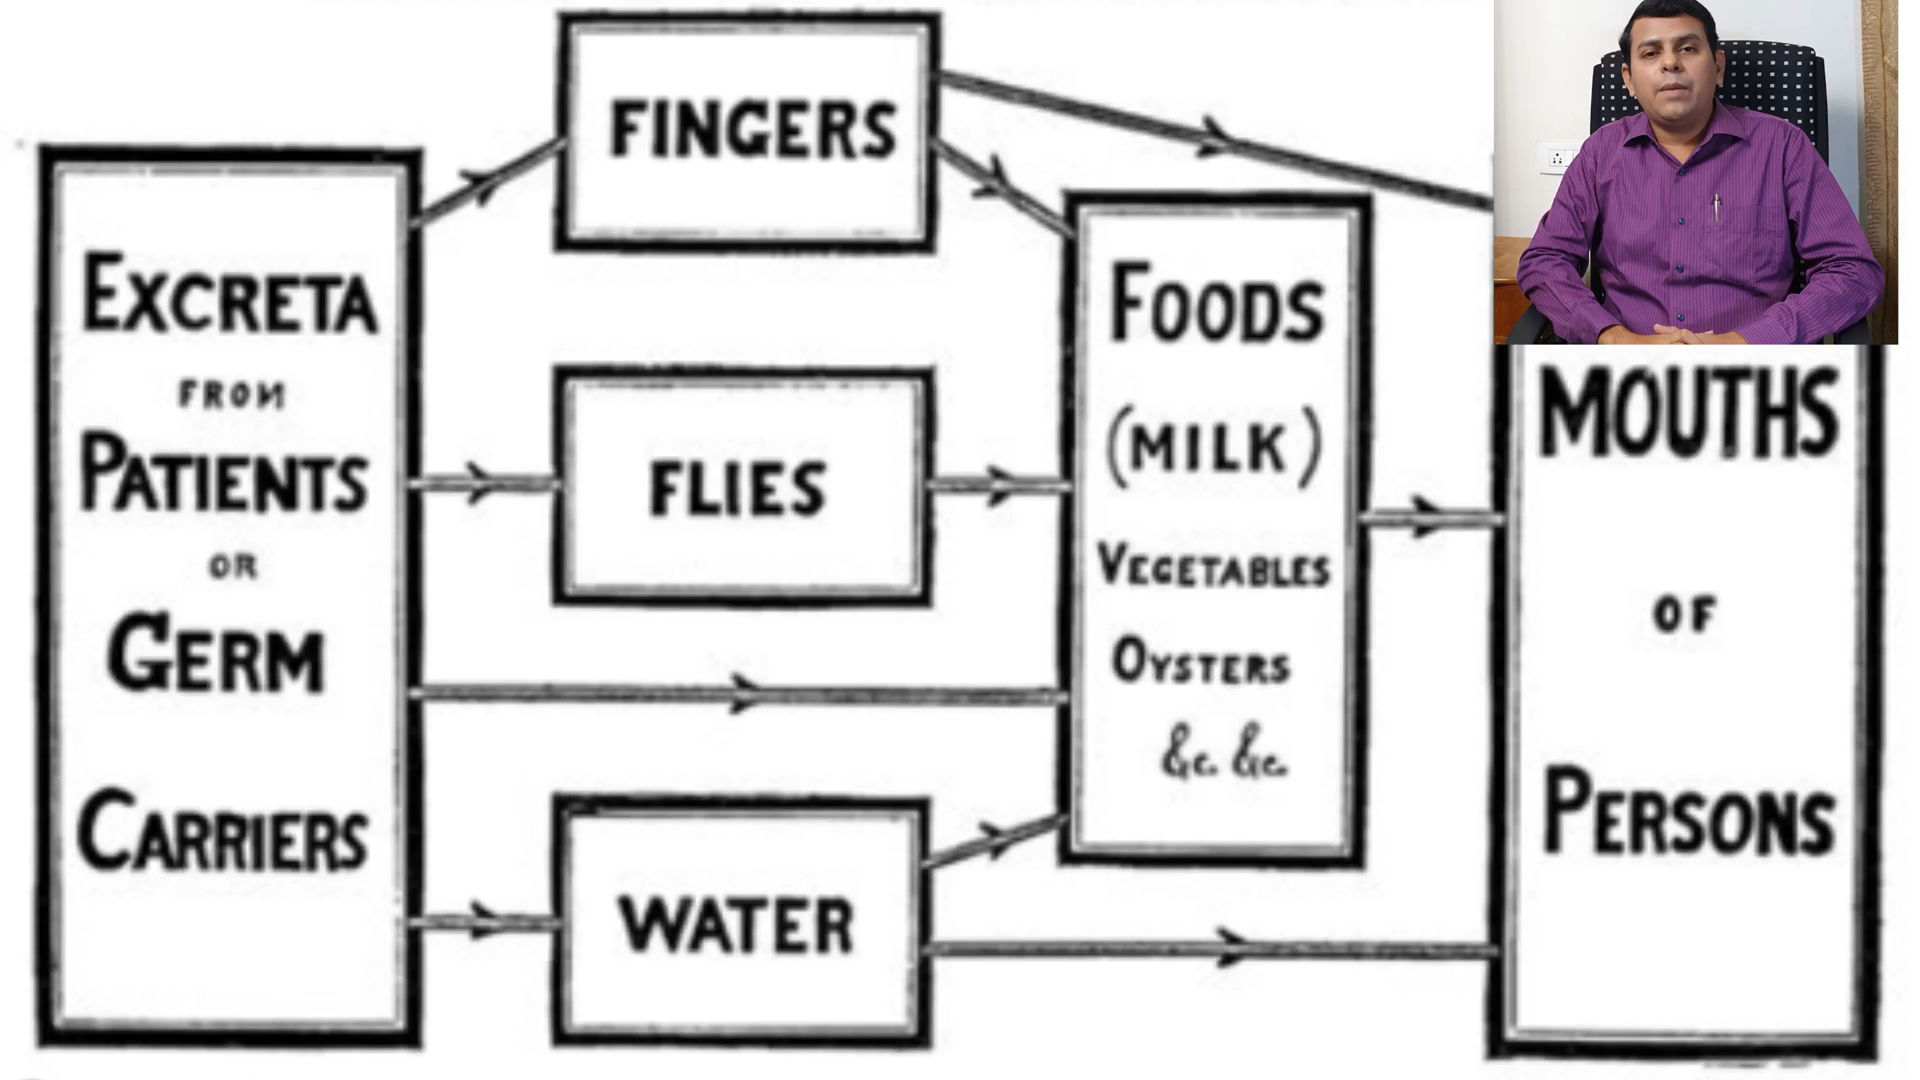 EXCRETA
FROM
PATIENTS
OR
GERM
CARRIERS
FINGERS
FLIES
WATER
FOODS
(MILK)
VEGETABLES
OYSTERS
&c. &c.
MOUTHS
OF
PERSONS